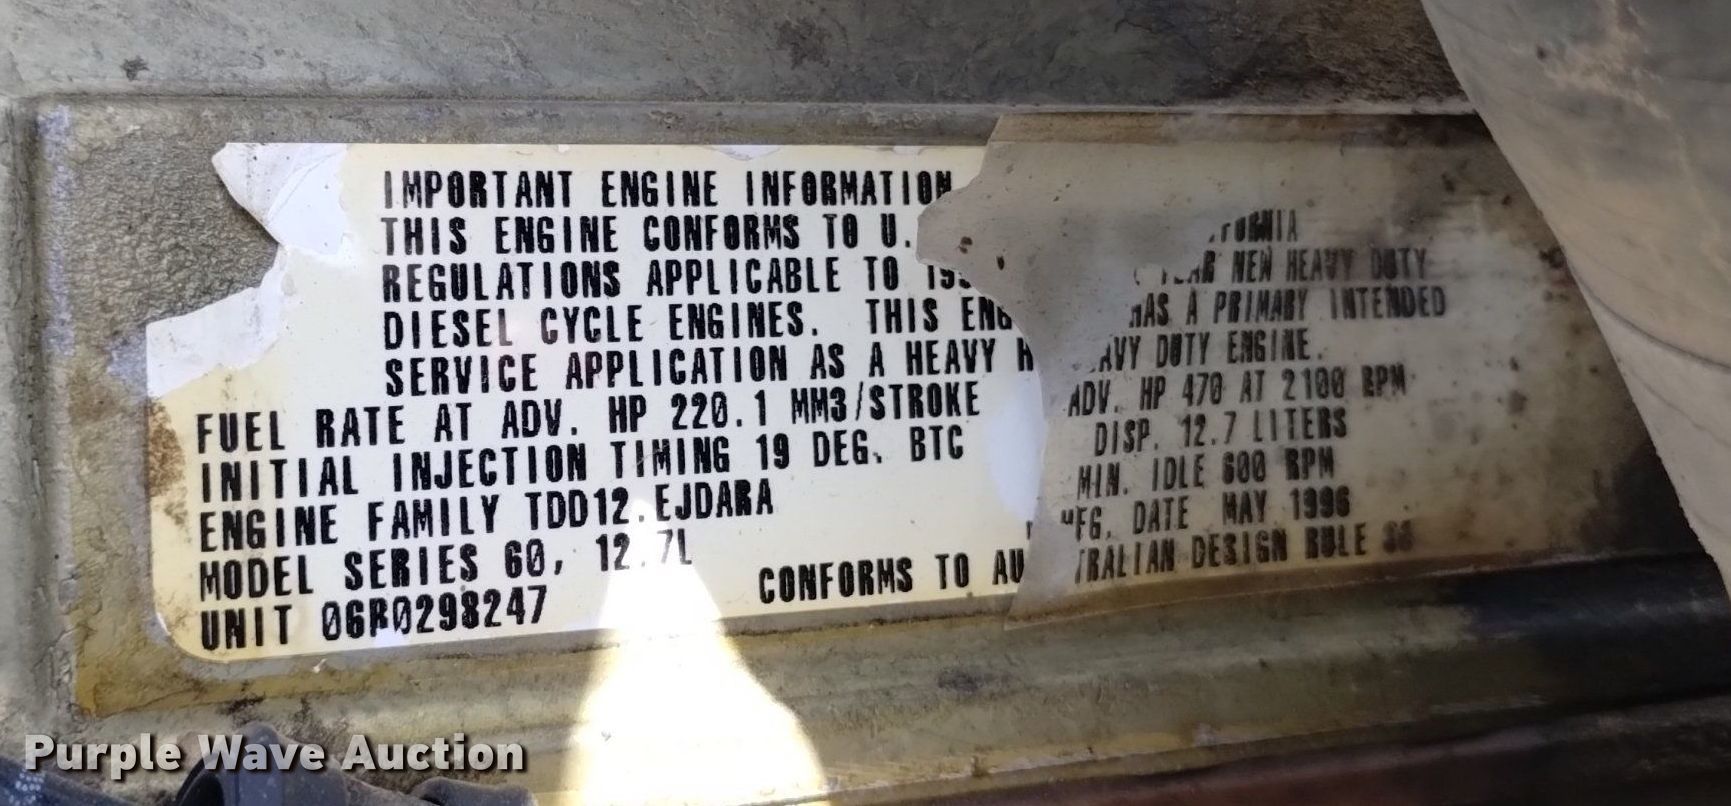 IMPORTANT ENGINE INFORMATION
THIS ENGINE CONFORMS TO U.
REGULATIONS APPLICABLE TO NEW HEAVY DUTY
DIESEL CYCLE ENGINES. THIS HAS A PRIMARY INTENDED
SERVICE APPLICATION AS A HEAVY DUTY ENGINE.
FUEL RATE AT ADV. HP 220.1 MM3/STROKE ADV. HP 470 AT 2100 RPM
INITIAL INJECTION TIMING 19 DEG. BTC DISP. 12.7 LITERS
ENGINE FAMILY TDD12.EJDARA MIN. IDLE 600 RPM
MODEL SERIES 60, 12.7L MFG. DATE MAY 1996
UNIT 06R0298247 CONFORMS TO AU TRALIAN DESIGN RULE
Purple Wave Auction